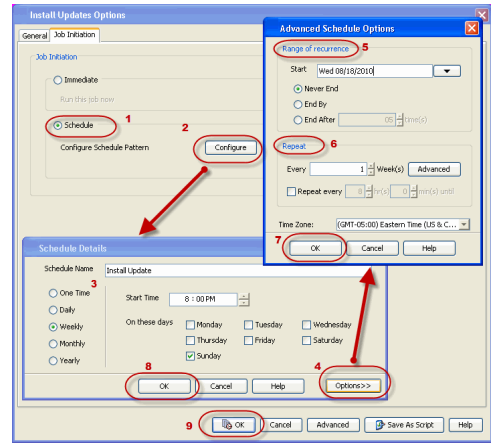 Install Updates Options
General
Job Initiation
Job Initiation
Immediate
Run this job now
Schedule
1
2
Configure Schedule Pattern
Configure
Advanced Schedule Options
Range of recurrence
5
Start
Wed 08/18/2010
Never End
End By
End After
05
time(s)
Repeat
6
Every
1
Week(s)
Advanced
Repeat every
8
hr(s)
0
min(s) until
Time Zone:
(GMT-05:00) Eastern Time (US & C...
7
OK
Cancel
Help
Schedule Details
Schedule Name
Install Update
3
One Time
Daily
Weekly
Monthly
Yearly
Start Time
8 : 00 PM
On these days
Monday
Tuesday
Wednesday
Thursday
Friday
Saturday
Sunday
8
4
OK
Cancel
Help
Options>>
9
OK
Cancel
Advanced
Save As Script
Help